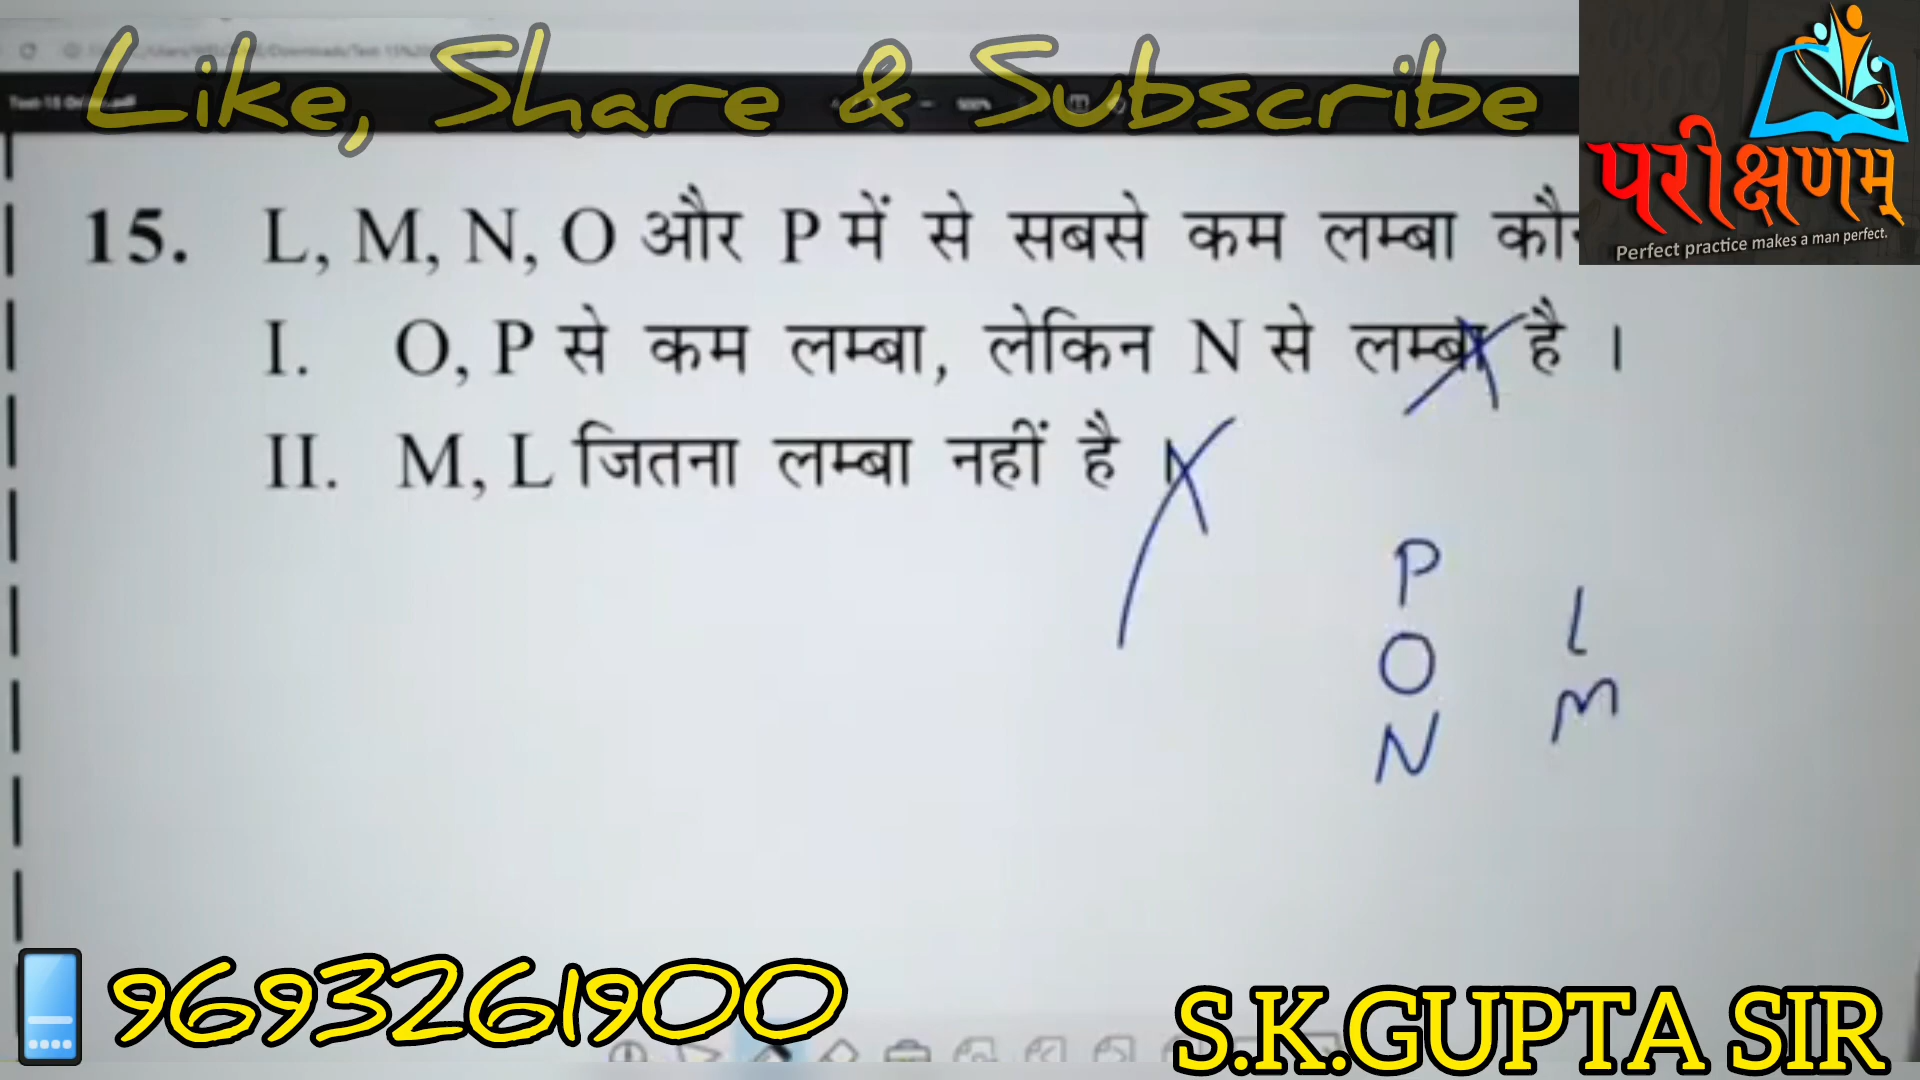 Like, Share & Subscribe
परीक्षणम्
Perfect practice makes a man perfect.
15. L, M, N, O और P में से सबसे कम लम्बा
I. O, P से कम लम्बा, लेकिन N से लम्बा है ।
II. M, L जितना लम्बा नहीं है ।
P
O
N
L
M
9693261900
S.K.GUPTA SIR